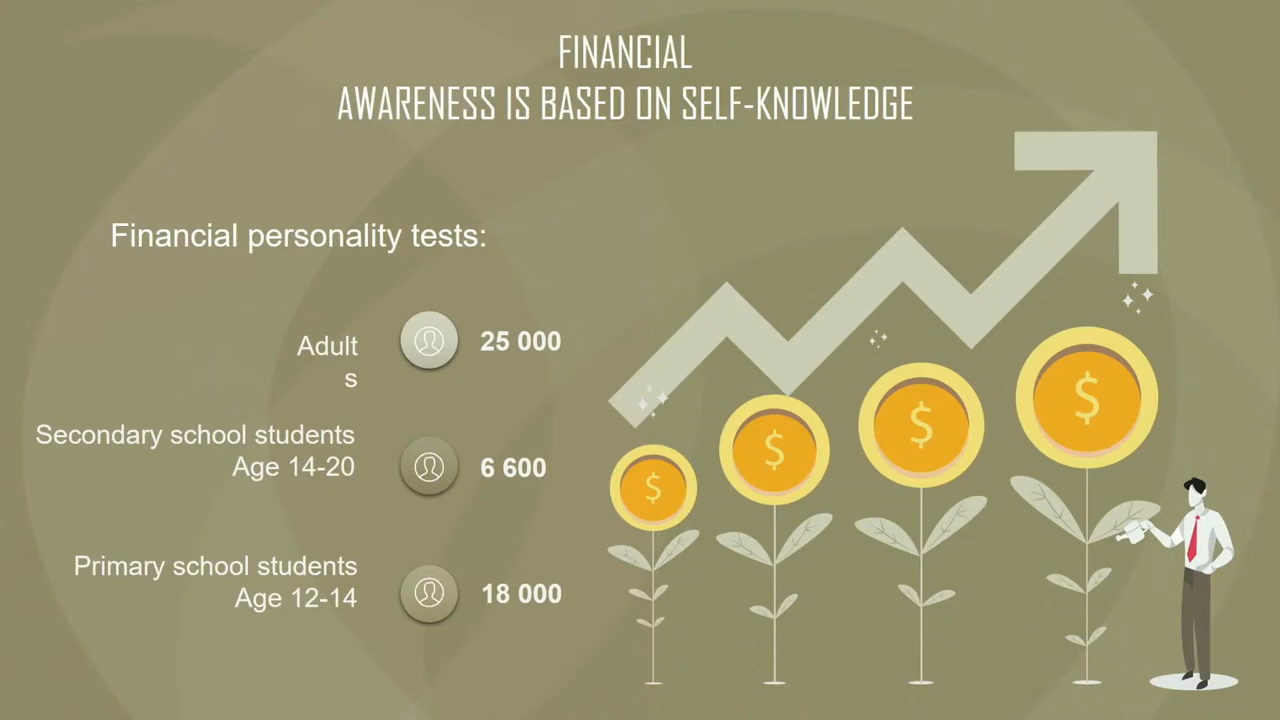 FINANCIAL
AWARENESS IS BASED ON SELF-KNOWLEDGE
Financial personality tests:
Adult
s
25 000
Secondary school students
Age 14-20
6 600
Primary school students
Age 12-14
18 000
$
$
$
$